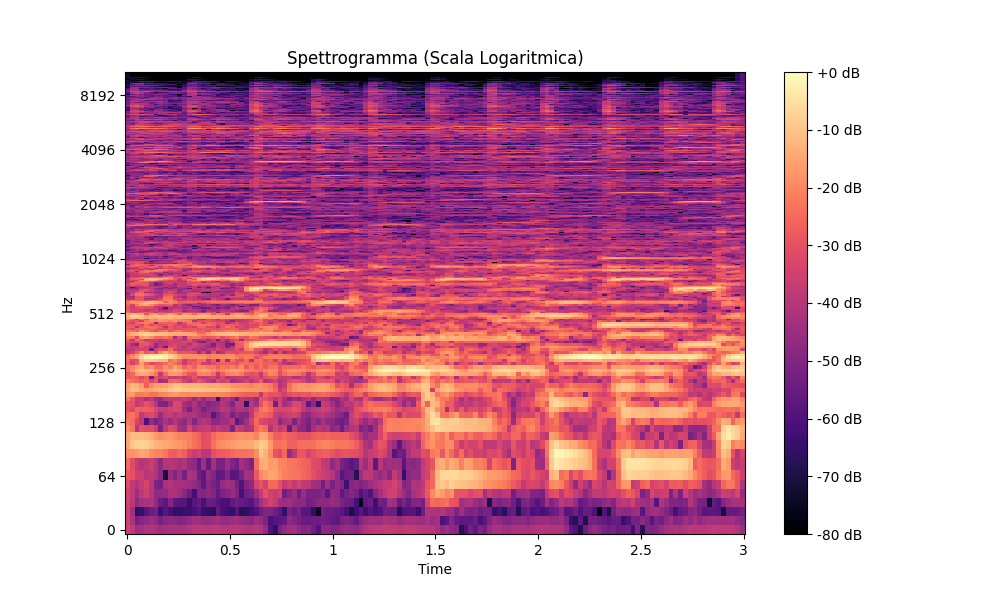 Spettrogramma (Scala Logaritmica)
Hz
8192
4096
2048
1024
512
256
128
64
0
0 0.5 1 1.5 2 2.5 3
Time
+0 dB
-10 dB
-20 dB
-30 dB
-40 dB
-50 dB
-60 dB
-70 dB
-80 dB